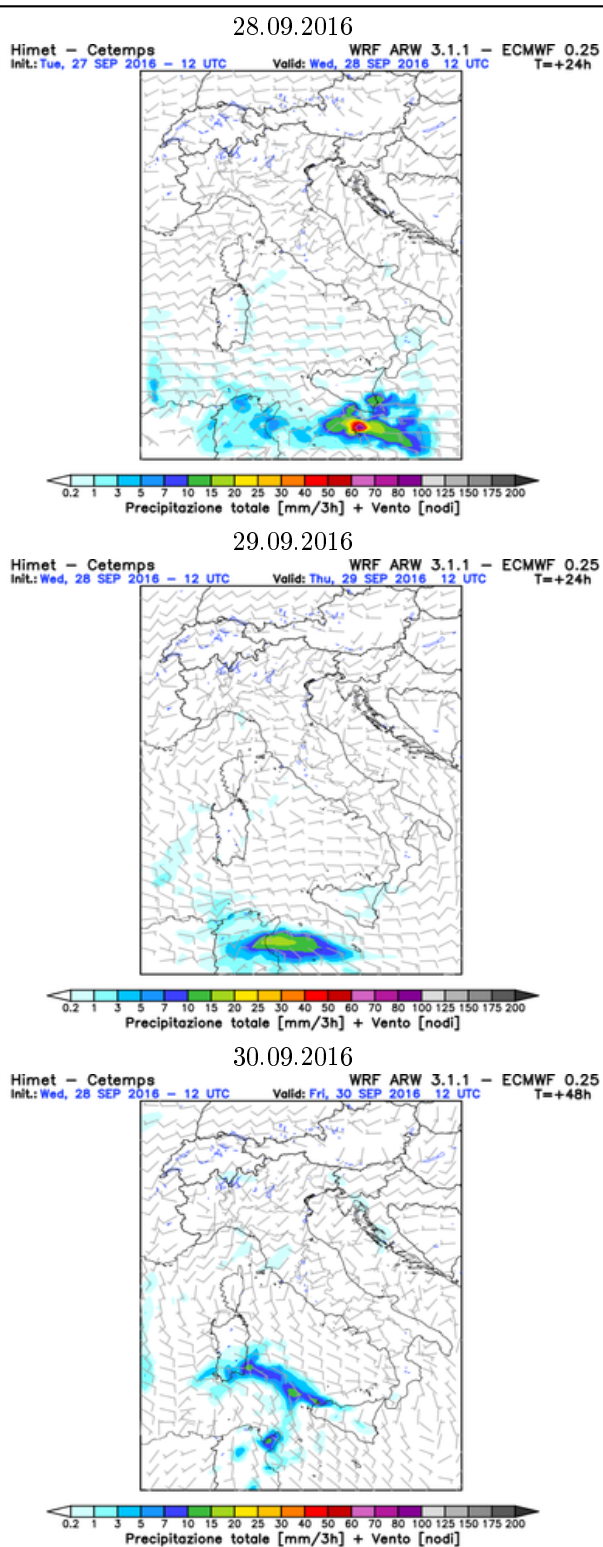 28.09.2016
Himet – Cetemps WRF ARW 3.1.1 – ECMWF 0.25
Init.: Tue, 27 SEP 2016 – 12 UTC Valid: Wed, 28 SEP 2016 12 UTC T=+24h
0.2 1 3 5 7 10 15 20 25 30 40 50 60 70 80 100 125 150 175 200
Precipitazione totale [mm/3h] + Vento [nodi]
29.09.2016
Himet – Cetemps WRF ARW 3.1.1 – ECMWF 0.25
Init.: Wed, 28 SEP 2016 – 12 UTC Valid: Thu, 29 SEP 2016 12 UTC T=+24h
0.2 1 3 5 7 10 15 20 25 30 40 50 60 70 80 100 125 150 175 200
Precipitazione totale [mm/3h] + Vento [nodi]
30.09.2016
Himet – Cetemps WRF ARW 3.1.1 – ECMWF 0.25
Init.: Wed, 28 SEP 2016 – 12 UTC Valid: Fri, 30 SEP 2016 12 UTC T=+48h
0.2 1 3 5 7 10 15 20 25 30 40 50 60 70 80 100 125 150 175 200
Precipitazione totale [mm/3h] + Vento [nodi]